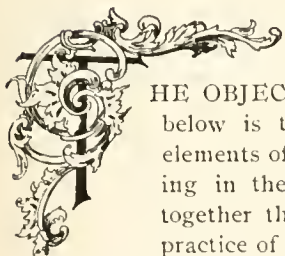 THE OBJEC
below is t
elements of
ing in the
together th
practice of